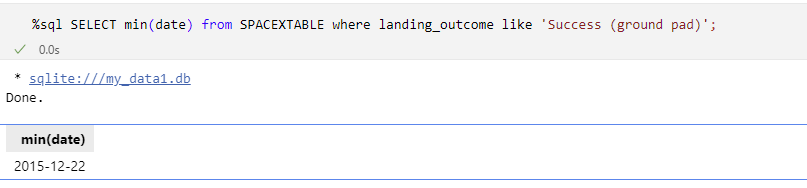 %sql SELECT min(date) from SPACEXTABLE where landing_outcome like 'Success (ground pad)';
0.0s
* sqlite:///my_data1.db
Done.
min(date)
2015-12-22